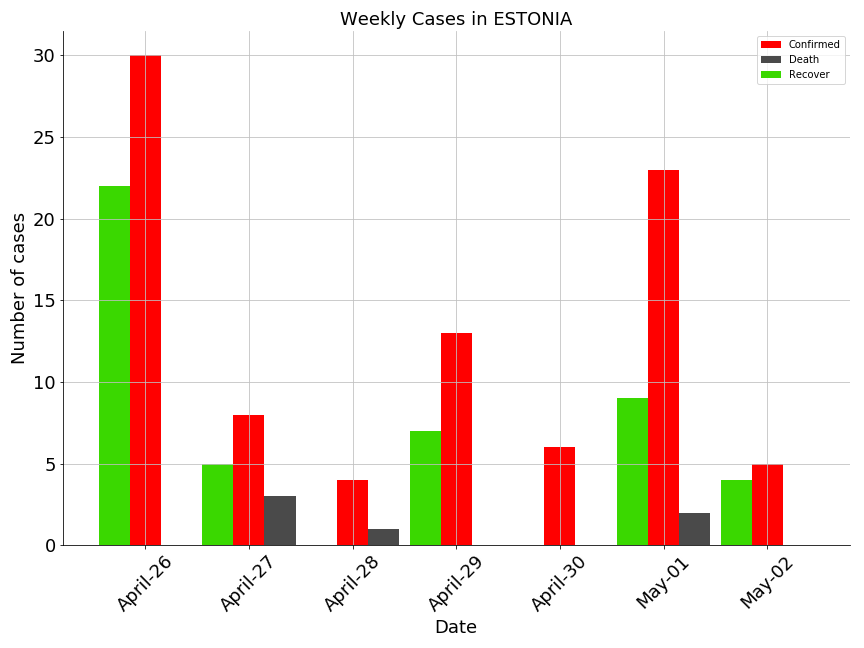 Weekly Cases in ESTONIA
Confirmed
Death
Recover
Number of cases
30
25
20
15
10
5
0
April-26
April-27
April-28
April-29
April-30
May-01
May-02
Date